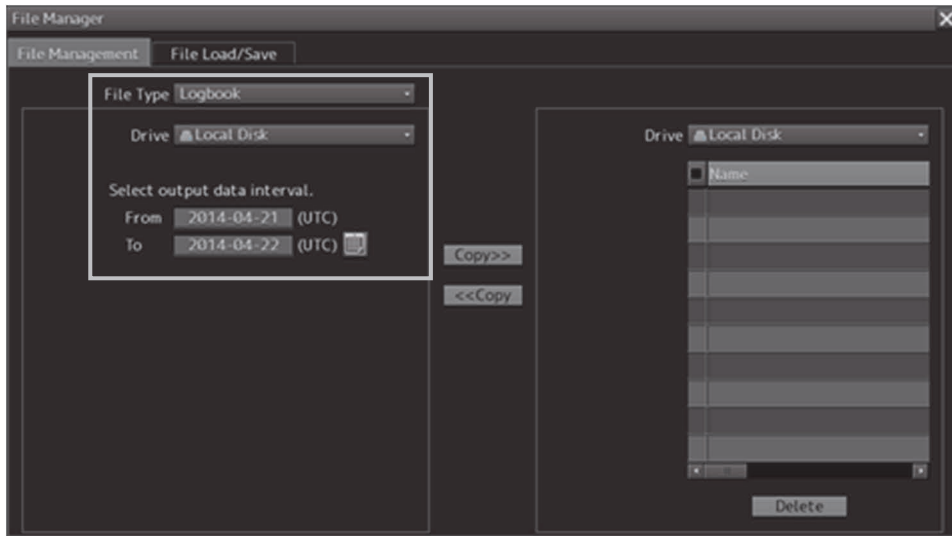 File Manager
File Management File Load/Save
File Type Logbook
Drive Local Disk
Drive Local Disk
Name
Select output data interval.
From 2014-04-21 (UTC)
To 2014-04-22 (UTC)
Copy>>
<<Copy
Delete